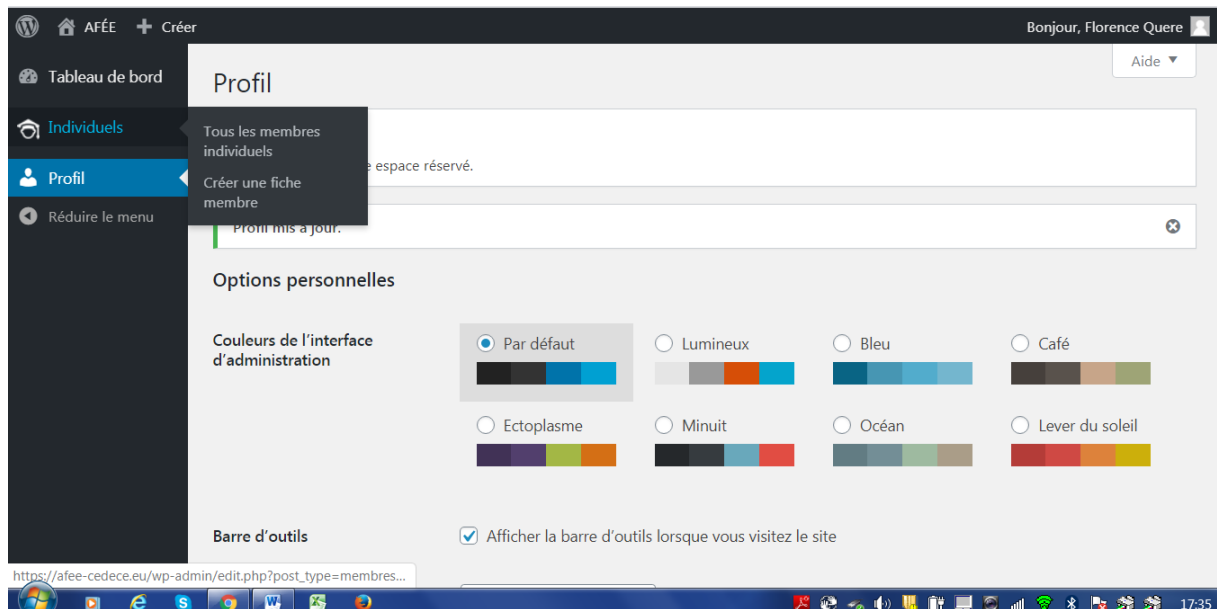 AFÉE + Créer
Bonjour, Florence Quere
Aide ▼
Tableau de bord
Individuels
Profil
Réduire le menu
Tous les membres
individuels
Créer une fiche
membre
Profil
espace réservé.
Profil mis à jour.
Options personnelles
Couleurs de l'interface
d'administration
Par défaut
Lumineux
Bleu
Café
Ectoplasme
Minuit
Océan
Lever du soleil
Barre d'outils
Afficher la barre d'outils lorsque vous visitez le site
https://afee-cedece.eu/wp-admin/edit.php?post_type=membres...
17:35